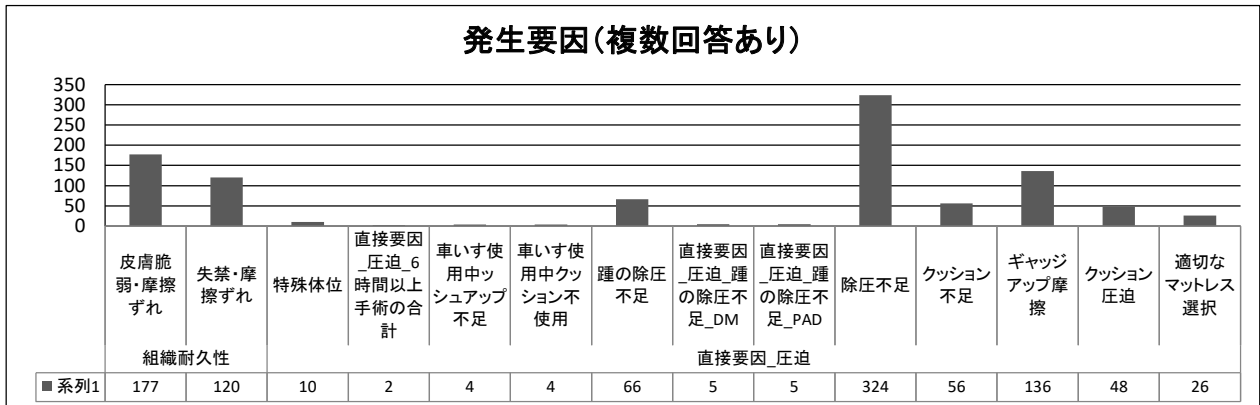 発生要因(複数回答あり)
350
300
250
200
150
100
50
0
皮膚脆
弱・摩擦
ずれ
失禁・摩
擦ずれ
特殊体位
直接要因
_圧迫_6
時間以上
手術の合
計
車いす使
用中ッ
シュアップ
不足
車いす使
用中クッ
ション不
使用
踵の除圧
不足
直接要因
_圧迫_踵
の除圧不
足_DM
直接要因
_圧迫_踵
の除圧不
足_PAD
除圧不足
クッション
不足
ギャッジ
アップ摩
擦
クッション
圧迫
適切な
マットレス
選択
組織耐久性
直接要因_圧迫
系列1 177 120 10 2 4 4 66 5 5 324 56 136 48 26